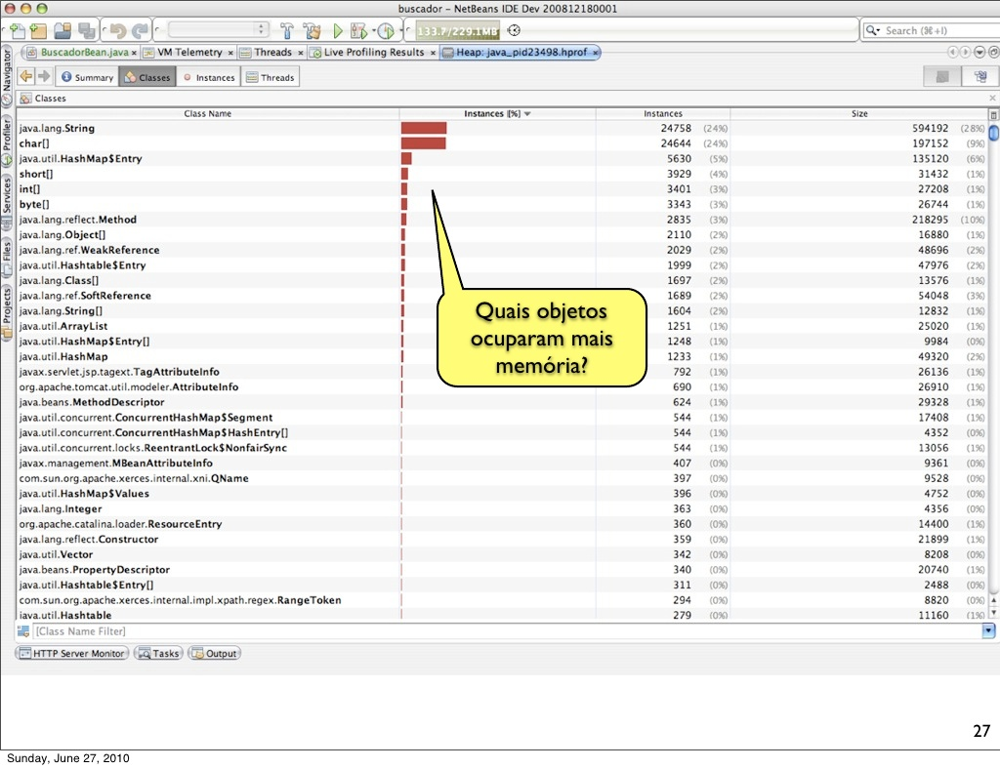 buscador – NetBeans IDE Dev 200812180001
133.7/229.1MB
Search (⌘+I)
BuscadorBean.java × VM Telemetry × Threads × Live Profiling Results × Heap: java_pid23498.hprof ×
Summary Classes Instances Threads
Navigator
Profiler
Services
Files
Projects
Classes
Class Name Instances [%] Instances Size
java.lang.String 24758 (24%) 594192 (28%)
char[] 24644 (24%) 197152 (9%)
java.util.HashMap$Entry 5630 (5%) 135120 (6%)
short[] 3929 (4%) 31432 (1%)
int[] 3401 (3%) 27208 (1%)
byte[] 3343 (3%) 26744 (1%)
java.lang.reflect.Method 2835 (3%) 218295 (10%)
java.lang.Object[] 2110 (2%) 16880 (1%)
java.lang.ref.WeakReference 2029 (2%) 48696 (2%)
java.util.Hashtable$Entry 1999 (2%) 47976 (2%)
java.lang.Class[] 1697 (2%) 13576 (1%)
java.lang.ref.SoftReference 1689 (2%) 54048 (3%)
java.lang.String[] 1604 (2%) 12832 (1%)
java.util.ArrayList 1251 (1%) 25020 (1%)
java.util.HashMap$Entry[] 1248 (1%) 9984 (0%)
java.util.HashMap 1233 (1%) 49320 (2%)
javax.servlet.jsp.tagext.TagAttributeInfo 792 (1%) 26136 (1%)
org.apache.tomcat.util.modeler.AttributeInfo 690 (1%) 26910 (1%)
java.beans.MethodDescriptor 624 (1%) 29328 (1%)
java.util.concurrent.ConcurrentHashMap$Segment 544 (1%) 17408 (1%)
java.util.concurrent.ConcurrentHashMap$HashEntry[] 544 (1%) 4352 (0%)
java.util.concurrent.locks.ReentrantLock$NonfairSync 544 (1%) 13056 (1%)
javax.management.MBeanAttributeInfo 407 (0%) 9361 (0%)
com.sun.org.apache.xerces.internal.xni.QName 397 (0%) 9528 (0%)
java.util.HashMap$Values 396 (0%) 4752 (0%)
java.lang.Integer 363 (0%) 4356 (0%)
org.apache.catalina.loader.ResourceEntry 360 (0%) 14400 (1%)
java.lang.reflect.Constructor 359 (0%) 21899 (1%)
java.util.Vector 342 (0%) 8208 (0%)
java.beans.PropertyDescriptor 340 (0%) 20740 (1%)
java.util.Hashtable$Entry[] 311 (0%) 2488 (0%)
com.sun.org.apache.xerces.internal.impl.xpath.regex.RangeToken 294 (0%) 8820 (0%)
java.util.Hashtable 279 (0%) 11160 (1%)
Quais objetos
ocuparam mais
memória?
[Class Name Filter]
HTTP Server Monitor Tasks Output
27
Sunday, June 27, 2010